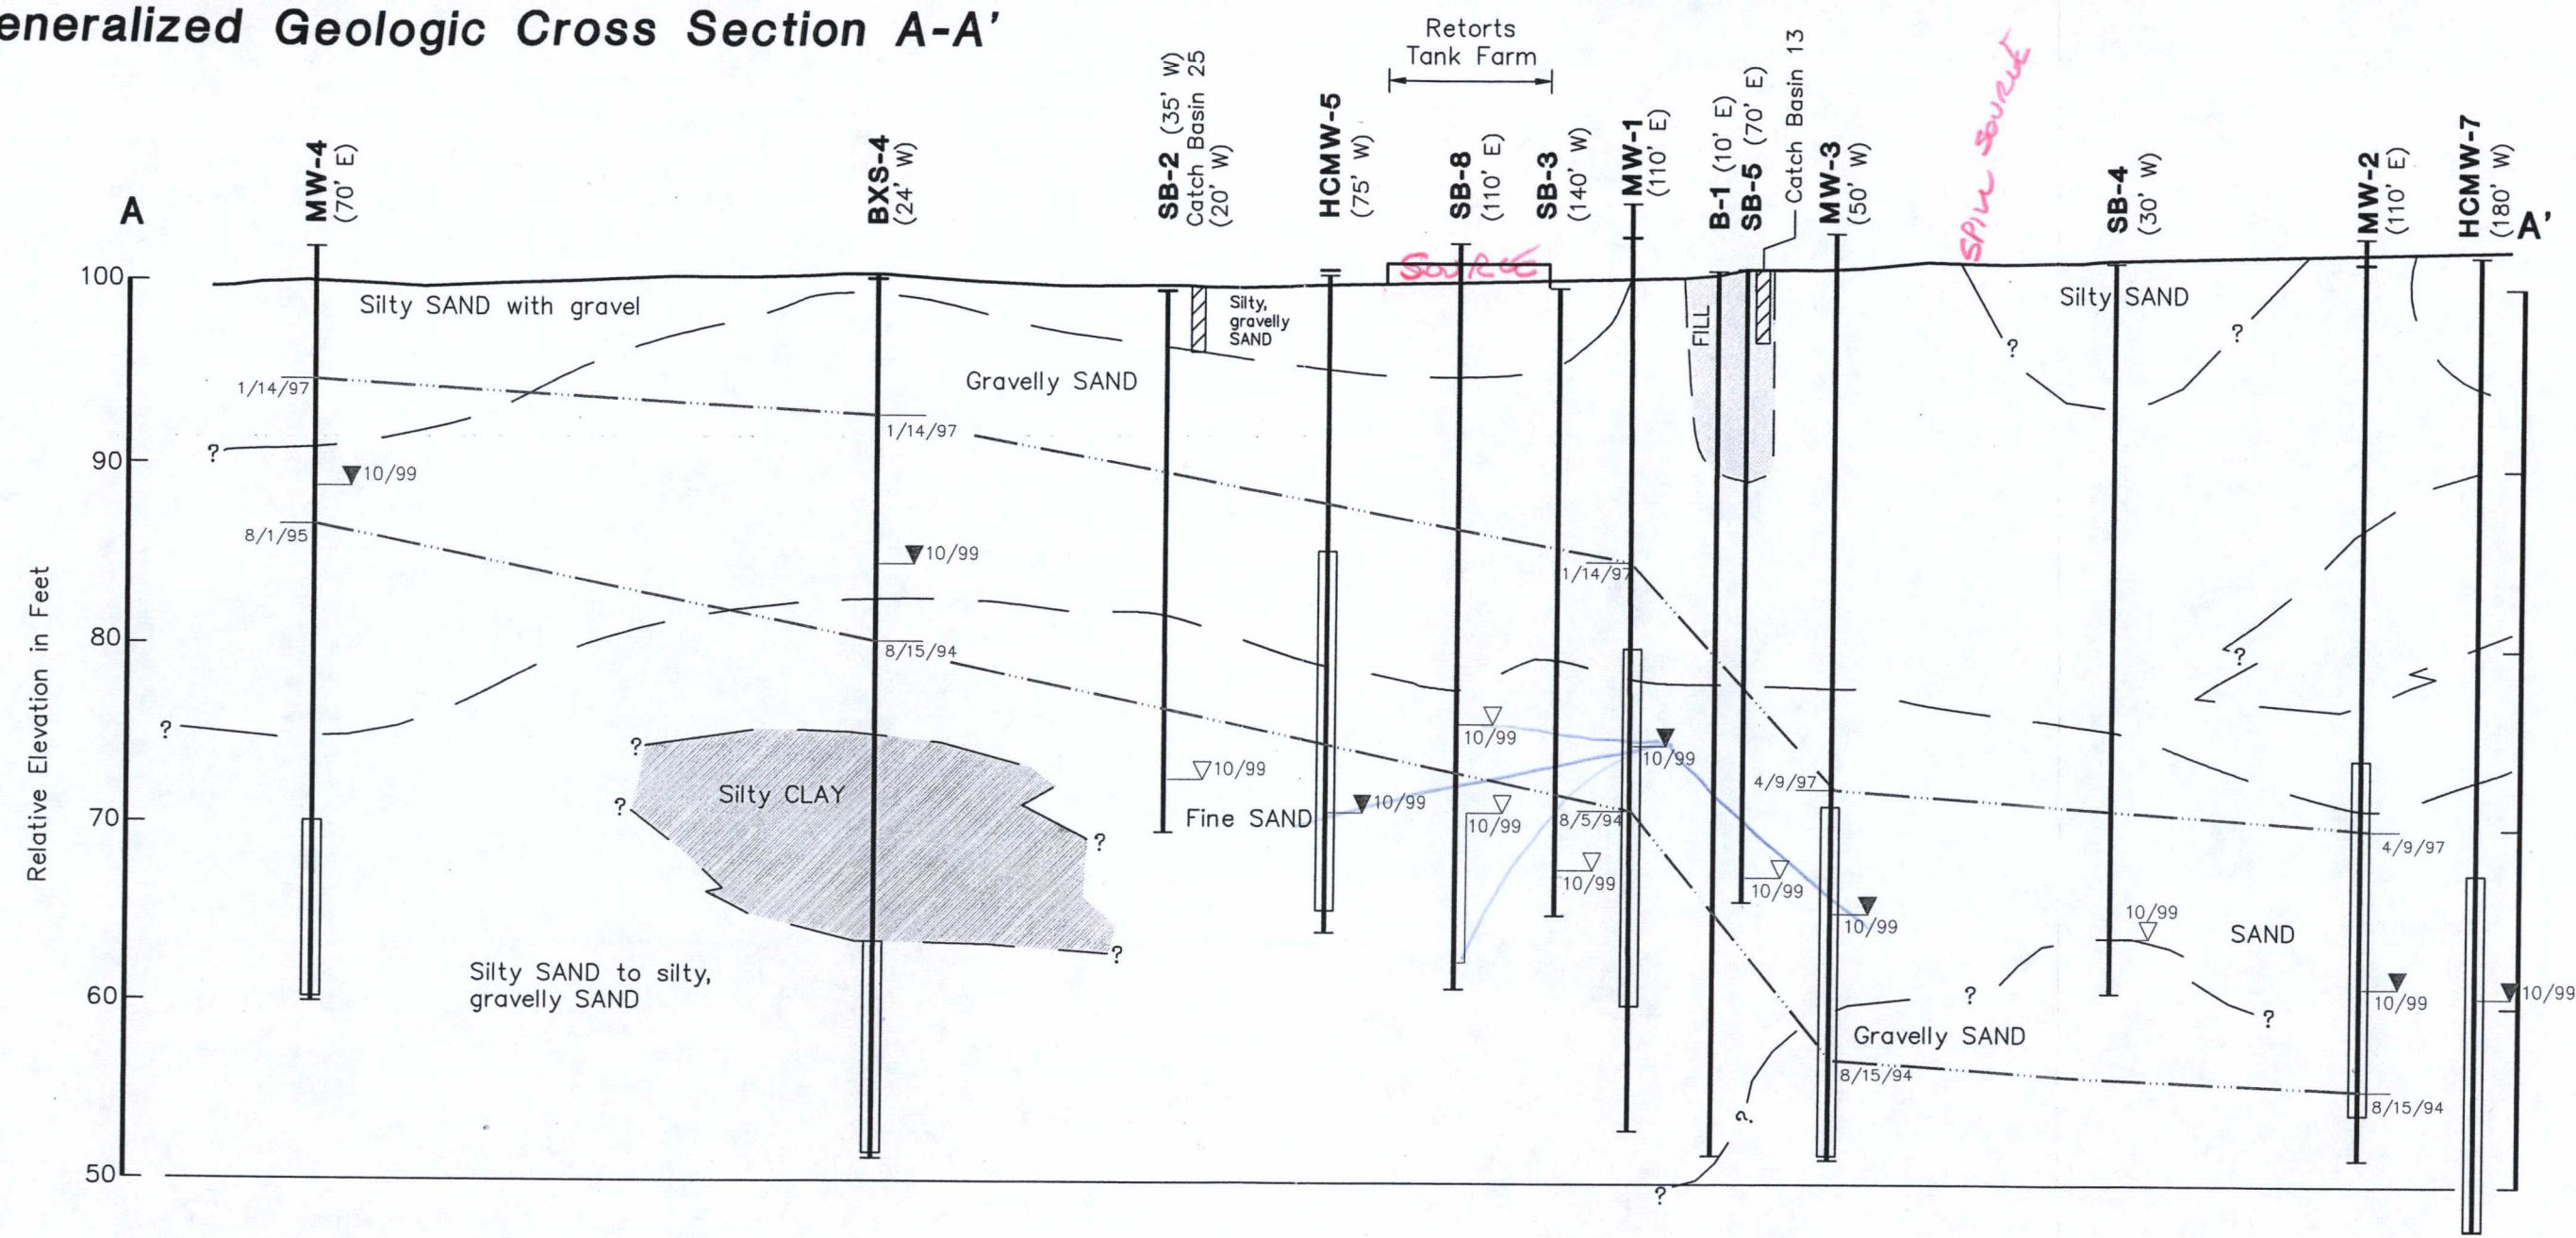 eneralized Geologic Cross Section A-A'
Retorts
Tank Farm
A
MW-4
(70' E)
BXS-4
(24' W)
SB-2 (35' W)
Catch Basin 25
(20' W)
HCMW-5
(75' W)
SB-8
(110' E)
SB-3
(140' W)
MW-1
(110' E)
B-1 (10' E)
SB-5 (70' E)
Catch Basin 13
MW-3
(50' W)
SPILL SOURCE
SB-4
(30' W)
MW-2
(110' E)
HCMW-7
(180' W)
A'
Relative Elevation in Feet
100
90
80
70
60
50
SOURCE
Silty SAND with gravel
Silty,
gravelly
SAND
FILL
Silty SAND
?
?
1/14/97
Gravelly SAND
1/14/97
?
10/99
8/1/95
10/99
1/14/97
8/15/94
?
?
10/99
?
10/99
10/99
4/9/97
Silty CLAY
?
Fine SAND
10/99
10/99
8/5/94
?
4/9/97
10/99
10/99
10/99
10/99
SAND
?
Silty SAND to silty,
gravelly SAND
?
10/99
10/99
?
Gravelly SAND
8/15/94
8/15/94
?
?